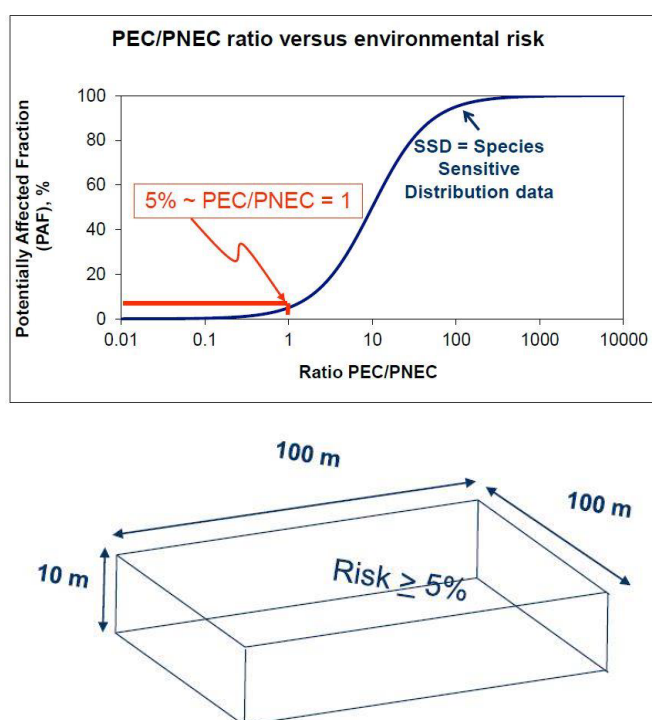 PEC/PNEC ratio versus environmental risk
Potentially Affected Fraction
(PAF), %
100
80
60
40
20
0
5% ~ PEC/PNEC = 1
SSD = Species
Sensitive
Distribution data
0.01 0.1 1 10 100 1000 10000
Ratio PEC/PNEC
100 m
100 m
10 m
Risk ≥ 5%